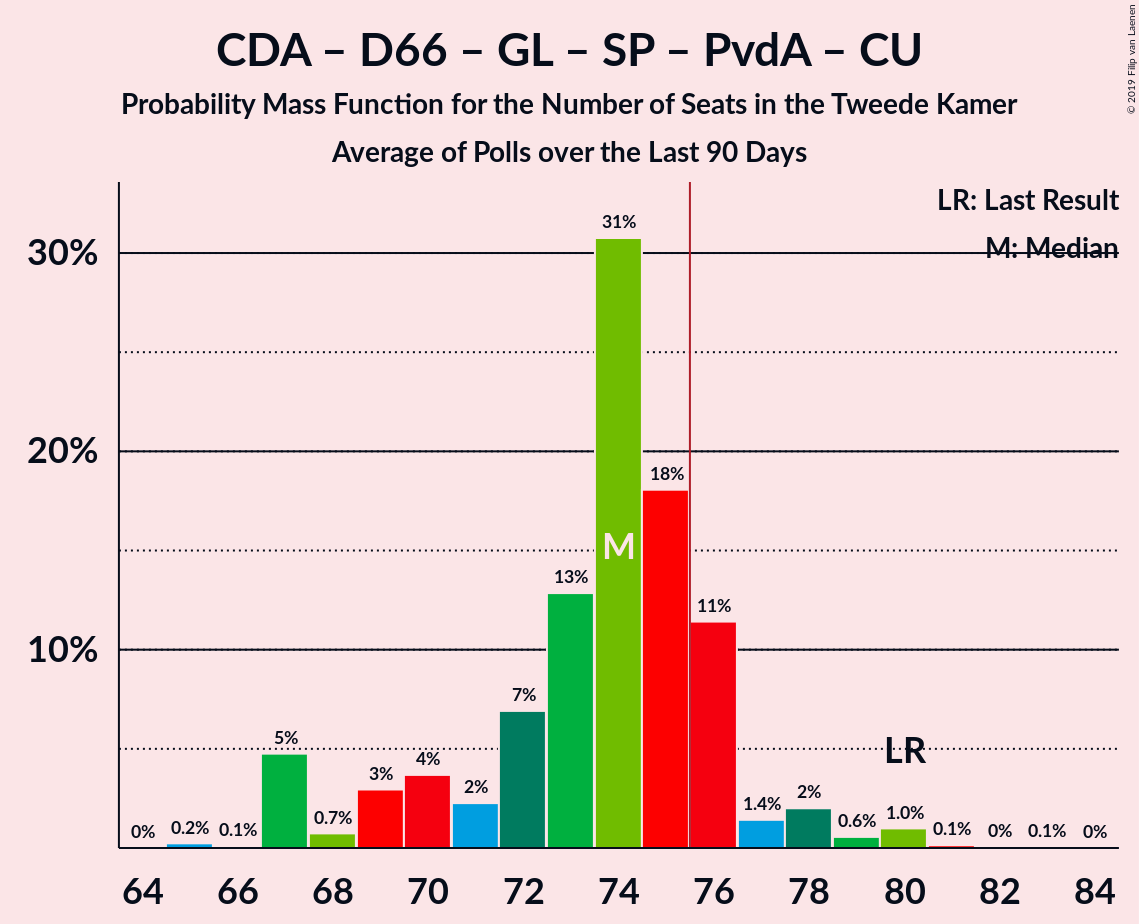 CDA – D66 – GL – SP – PvdA – CU
Probability Mass Function for the Number of Seats in the Tweede Kamer
Average of Polls over the Last 90 Days
© 2019 Filip van Laenen
LR: Last Result
M: Median
30%
20%
10%
0%
0.2%
0.1%
5%
0.7%
3%
4%
2%
7%
13%
31%
18%
11%
1.4%
2%
0.6%
1.0%
0.1%
0%
0.1%
0%
M
LR
64 66 68 70 72 74 76 78 80 82 84